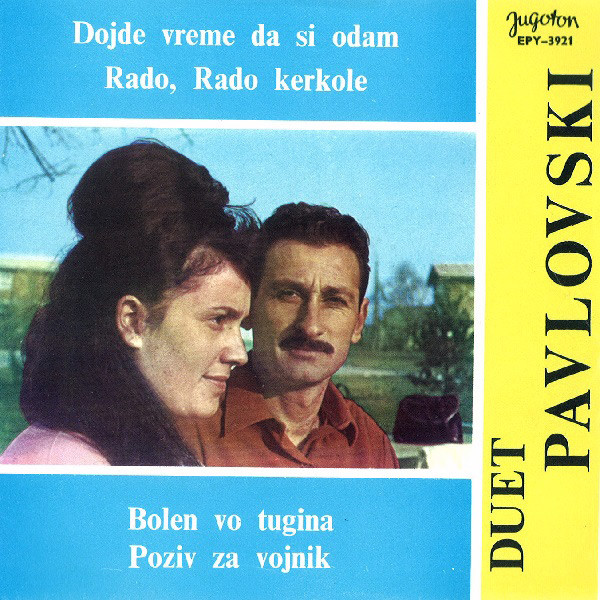 Dojde vreme da si odam
Rado, Rado kerkole
Jugoton
EPY-3921
DUET
PAVLOVSKI
Bolen vo tugina
Poziv za vojnik